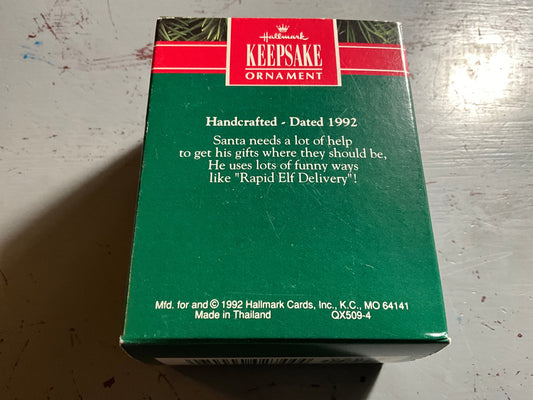 Hallmark
KEEPSAKE
ORNAMENT
Handcrafted - Dated 1992
Santa needs a lot of help
to get his gifts where they should be,
He uses lots of funny ways
like "Rapid Elf Delivery"!
Mfd. for and © 1992 Hallmark Cards, Inc., K.C., MO 64141
Made in Thailand QX509-4